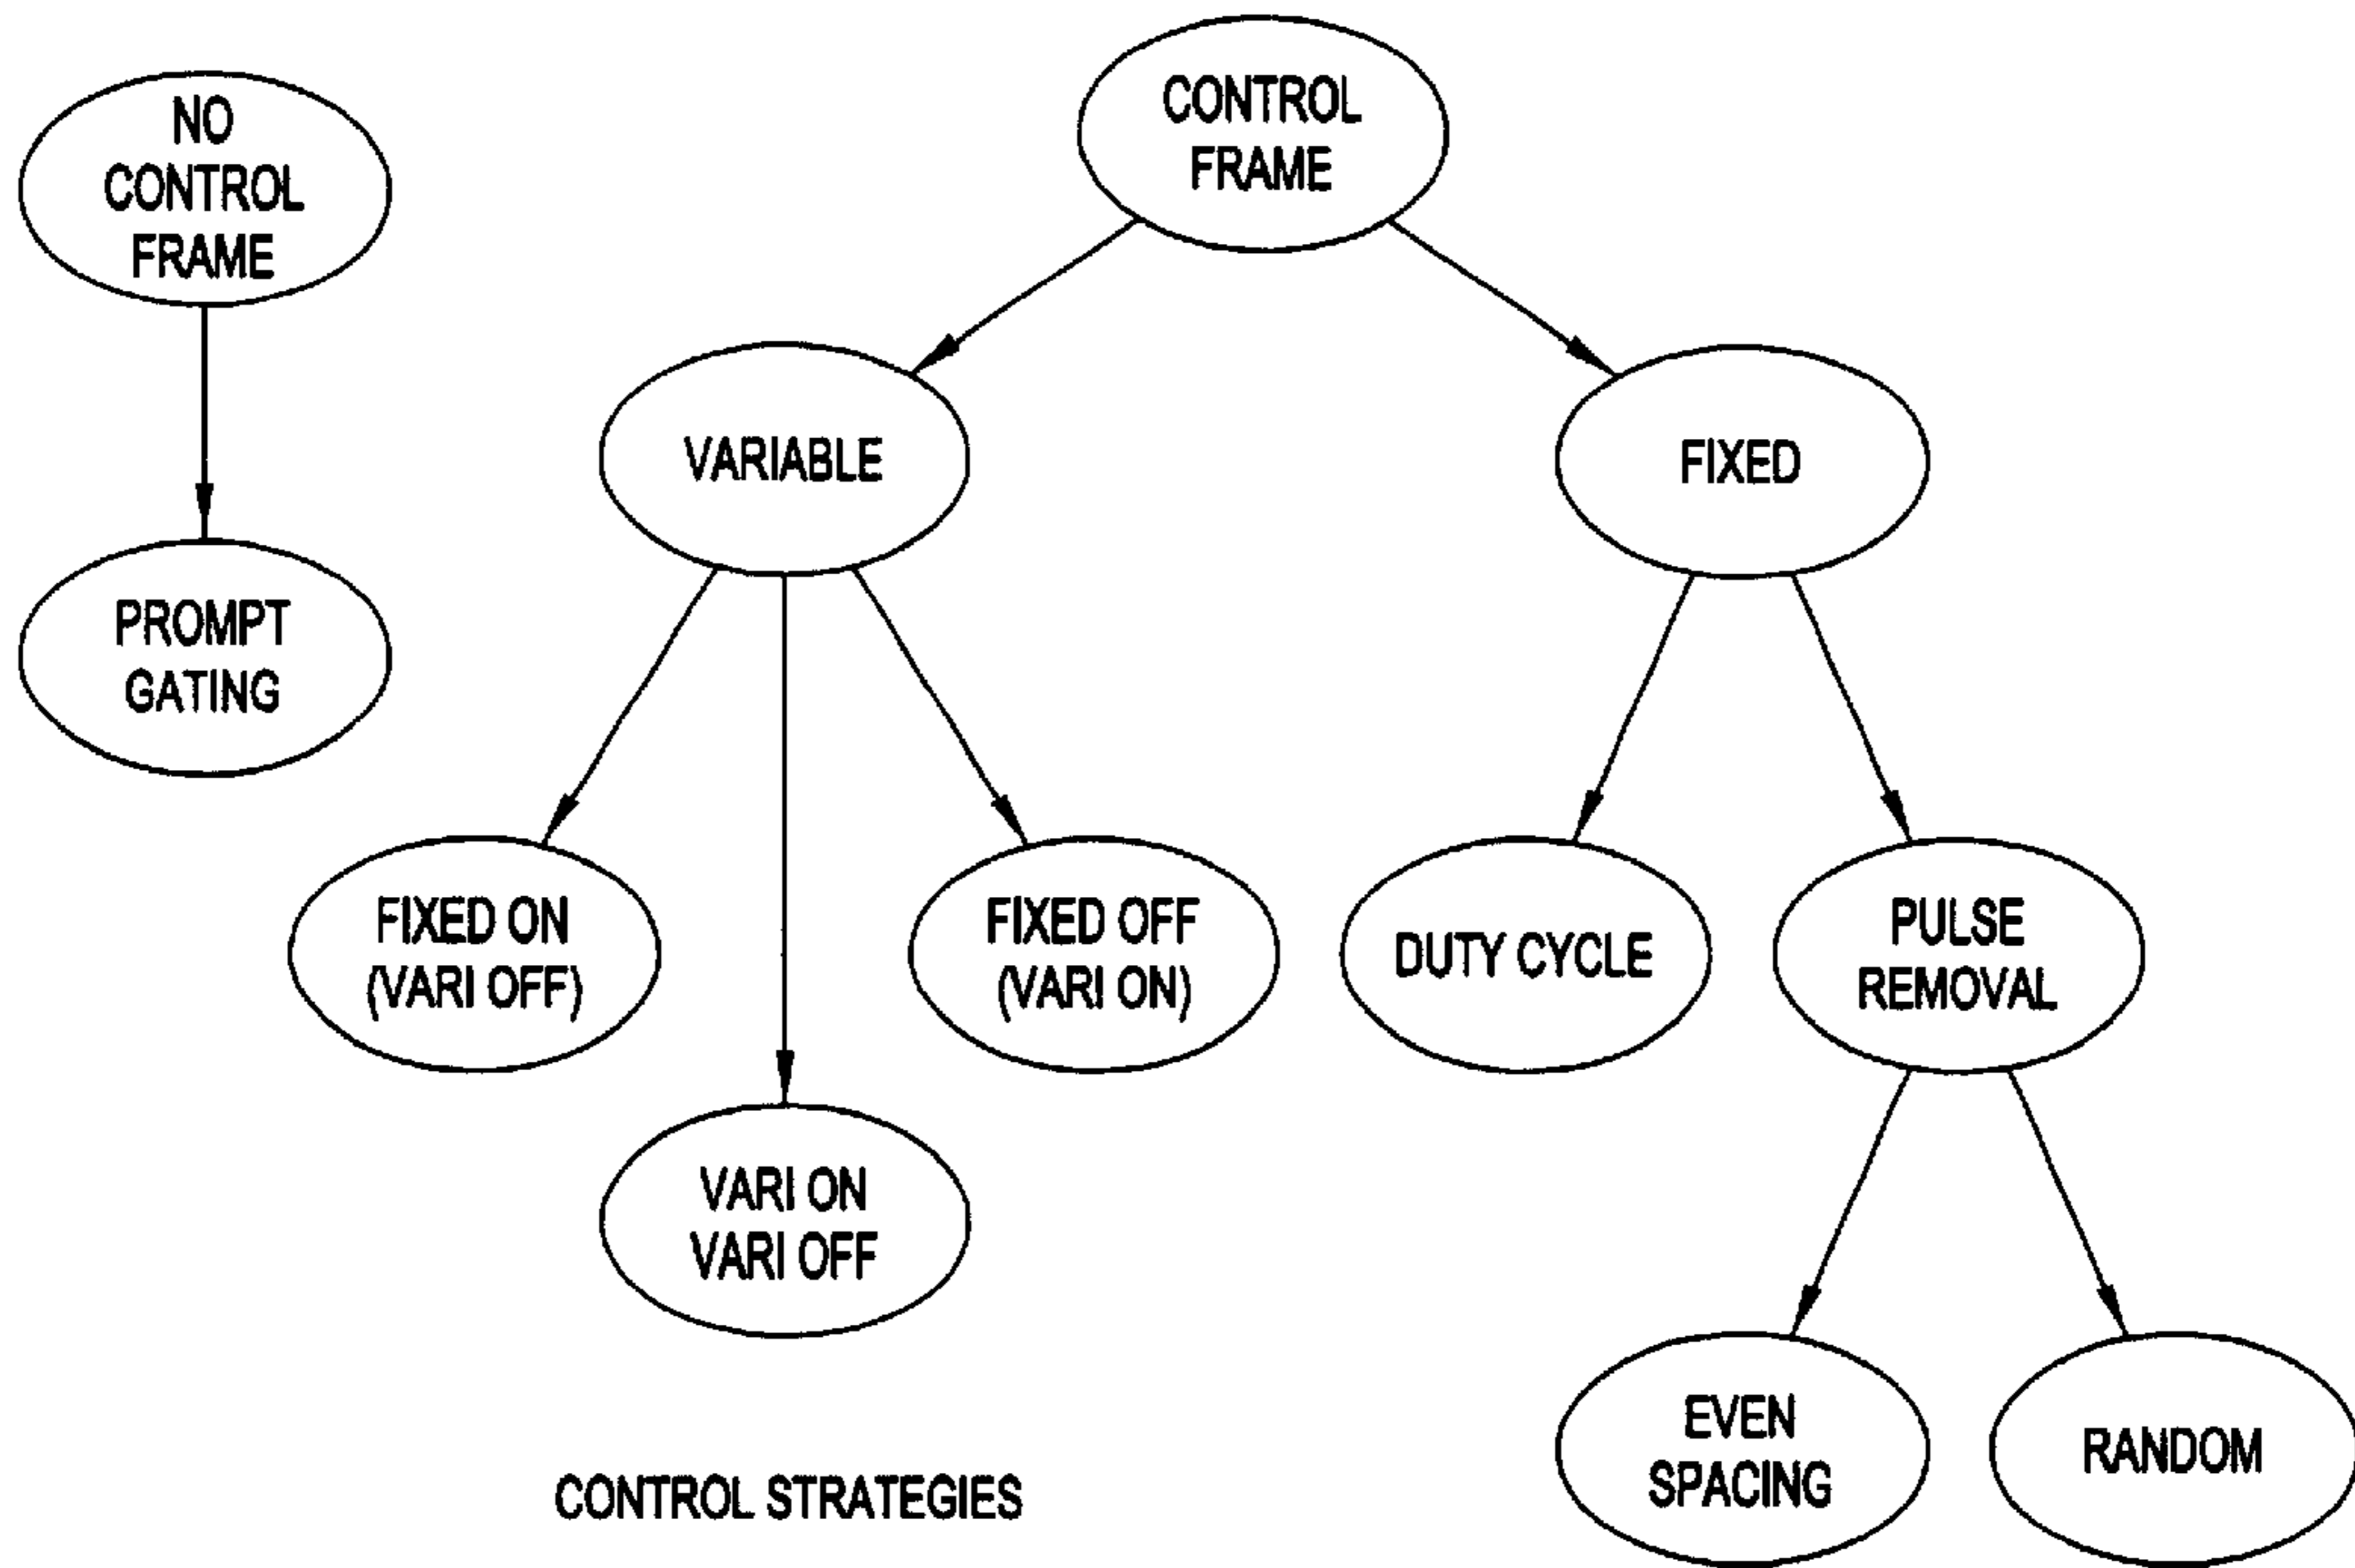 NO
CONTROL
FRAME
CONTROL
FRAME
VARIABLE
FIXED
PROMPT
GATING
FIXED ON
(VARI OFF)
FIXED OFF
(VARI ON)
DUTY CYCLE
PULSE
REMOVAL
VARI ON
VARI OFF
EVEN
SPACING
RANDOM
CONTROL STRATEGIES